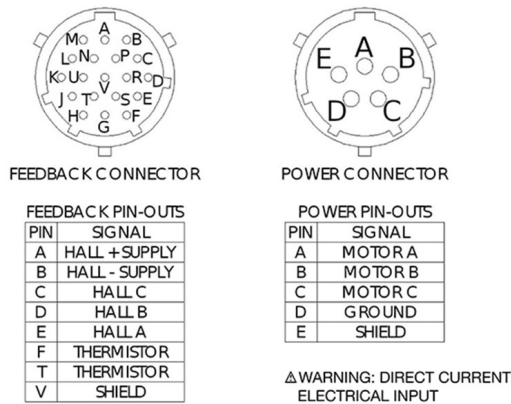 A
M B
L N P C
K U R D
V
J T S E
H F
G
FEEDBACK CONNECTOR
A
E B
D C
POWER CONNECTOR
FEEDBACK PIN-OUTS
PIN SIGNAL
A HALL + SUPPLY
B HALL - SUPPLY
C HALL C
D HALL B
E HALL A
F THERMISTOR
T THERMISTOR
V SHIELD
POWER PIN-OUTS
PIN SIGNAL
A MOTOR A
B MOTOR B
C MOTOR C
D GROUND
E SHIELD
⚠ WARNING: DIRECT CURRENT
ELECTRICAL INPUT